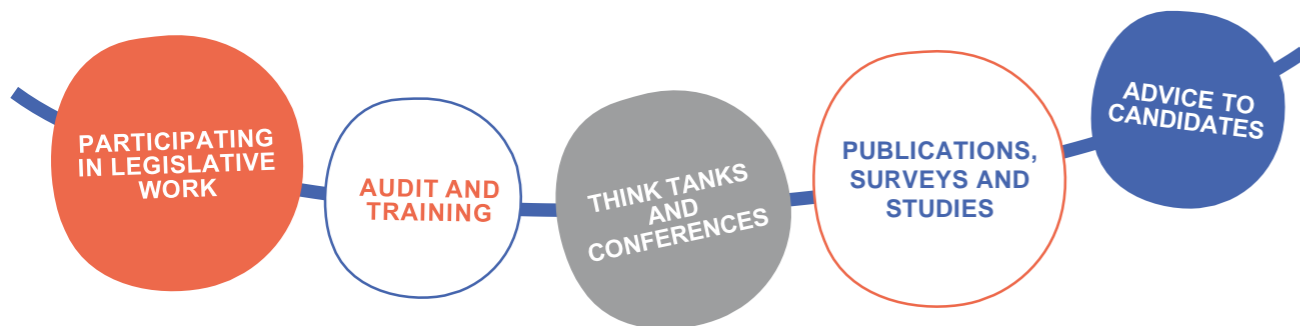 PARTICIPATING
IN LEGISLATIVE
WORK
AUDIT AND
TRAINING
THINK TANKS
AND
CONFERENCES
PUBLICATIONS,
SURVEYS AND
STUDIES
ADVICE TO
CANDIDATES